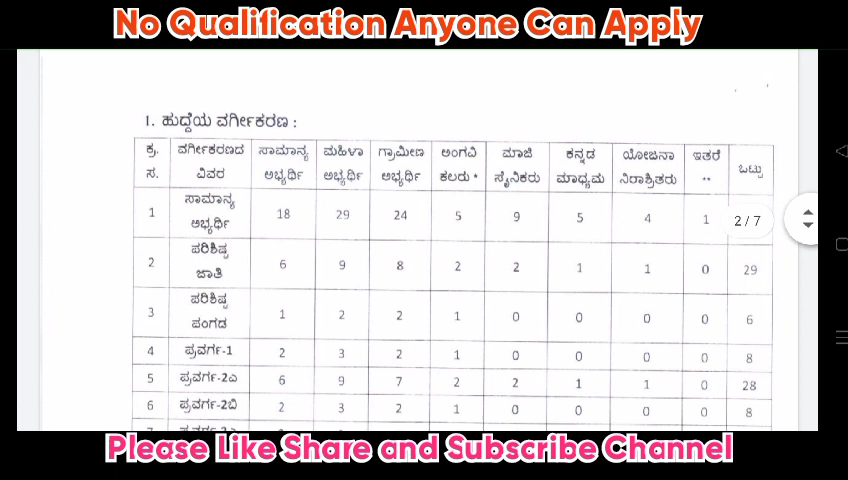 No Qualification Anyone Can Apply
1. ಹುದ್ದೆಯ ವರ್ಗೀಕರಣ :
ಕ್ರ. ಸ. ವರ್ಗೀಕರಣದ ವಿವರ ಸಾಮಾನ್ಯ ಅಭ್ಯರ್ಥಿ ಮಹಿಳಾ ಅಭ್ಯರ್ಥಿ ಗ್ರಾಮೀಣ ಅಭ್ಯರ್ಥಿ ಅಂಗವಿ ಕಲರು * ಮಾಜಿ ಸೈನಿಕರು ಕನ್ನಡ ಮಾಧ್ಯಮ ಯೋಜನಾ ನಿರಾಶ್ರಿತರು ಇತರೆ ** ಒಟ್ಟು
1 ಸಾಮಾನ್ಯ ಅಭ್ಯರ್ಥಿ 18 29 24 5 9 5 4 1 2 / 7
2 ಪರಿಶಿಷ್ಟ ಜಾತಿ 6 9 8 2 2 1 1 0 29
3 ಪರಿಶಿಷ್ಟ ಪಂಗಡ 1 2 2 1 0 0 0 0 6
4 ಪ್ರವರ್ಗ-1 2 3 2 1 0 0 0 0 8
5 ಪ್ರವರ್ಗ-2ಎ 6 9 7 2 2 1 1 0 28
6 ಪ್ರವರ್ಗ-2ಬಿ 2 3 2 1 0 0 0 0 8
Please Like Share and Subscribe Channel